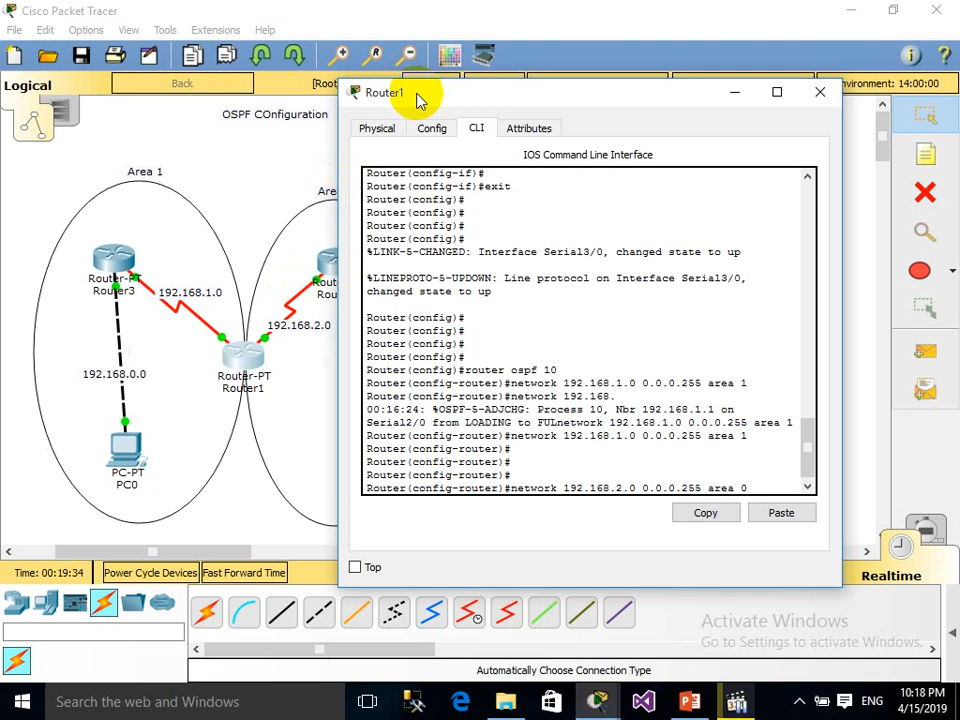 Cisco Packet Tracer
File Edit Options View Tools Extensions Help
Logical
Back
[Root
Environment: 14:00:00
OSPF COnfiguration
Area 1
Area
Router-PT
Router3
192.168.1.0
Router1
192.168.2.0
192.168.0.0
Router-PT
Router1
PC-PT
PC0
Physical Config CLI Attributes
IOS Command Line Interface
Router(config-if)#
Router(config-if)#exit
Router(config)#
Router(config)#
Router(config)#
Router(config)#
%LINK-5-CHANGED: Interface Serial3/0, changed state to up
%LINEPROTO-5-UPDOWN: Line protocol on Interface Serial3/0,
changed state to up
Router(config)#
Router(config)#
Router(config)#
Router(config)#
Router(config)#router ospf 10
Router(config-router)#network 192.168.1.0 0.0.0.255 area 1
Router(config-router)#network 192.168.
00:16:24: %OSPF-5-ADJCHG: Process 10, Nbr 192.168.1.1 on
Serial2/0 from LOADING to FULnetwork 192.168.1.0 0.0.0.255 area 1
Router(config-router)#network 192.168.1.0 0.0.0.255 area 1
Router(config-router)#
Router(config-router)#
Router(config-router)#
Router(config-router)#network 192.168.2.0 0.0.0.255 area 0
Copy Paste
Top
Time: 00:19:34 Power Cycle Devices Fast Forward Time
Realtime
Activate Windows
Go to Settings to activate Windows.
Automatically Choose Connection Type
Search the web and Windows
ENG
10:18 PM
4/15/2019